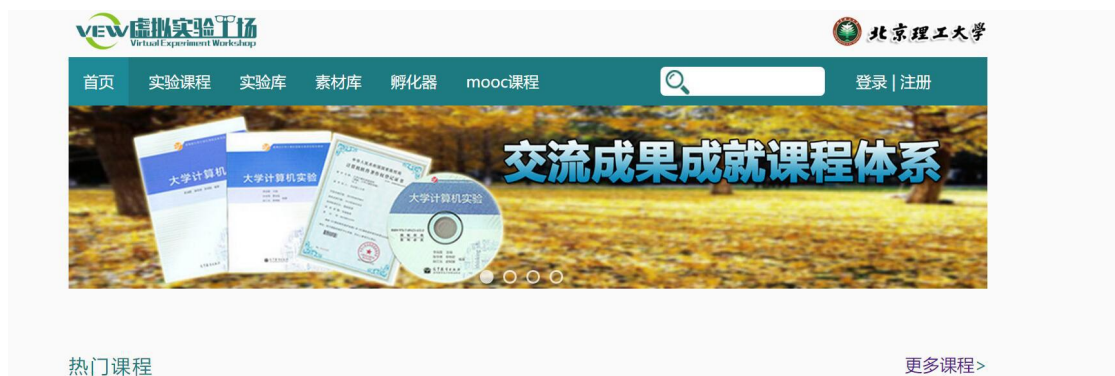 VEW虚拟实验工场
Virtual Experiment Workshop
北京理工大学
首页 实验课程 实验库 素材库 孵化器 mooc课程 登录 | 注册
交流成果成就课程体系
大学计算机
大学计算机实验
大学计算机实验
热门课程 更多课程>